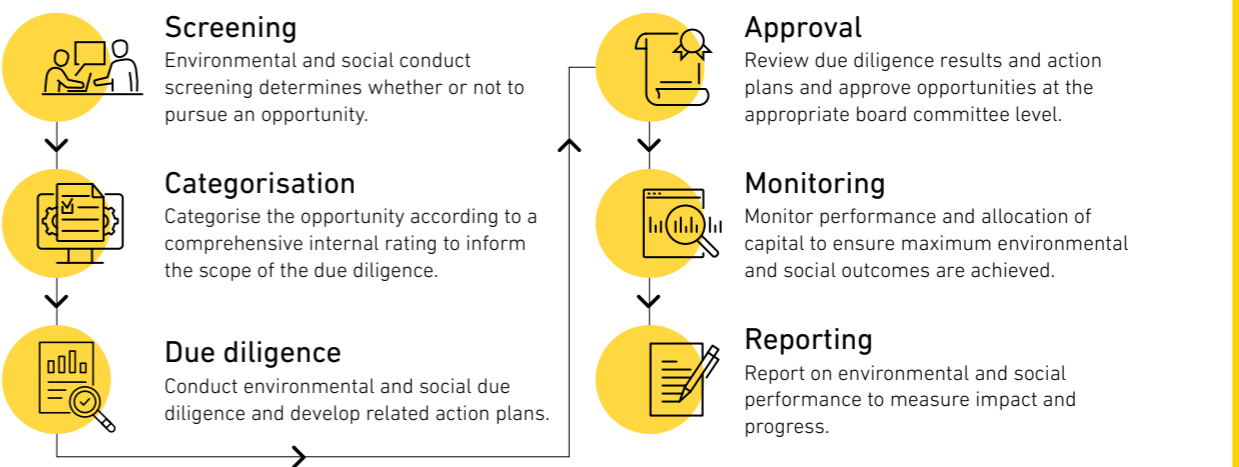 Screening
Environmental and social conduct
screening determines whether or not to
pursue an opportunity.
Categorisation
Categorise the opportunity according to a
comprehensive internal rating to inform
the scope of the due diligence.
Due diligence
Conduct environmental and social due
diligence and develop related action plans.
Approval
Review due diligence results and action
plans and approve opportunities at the
appropriate board committee level.
Monitoring
Monitor performance and allocation of
capital to ensure maximum environmental
and social outcomes are achieved.
Reporting
Report on environmental and social
performance to measure impact and
progress.